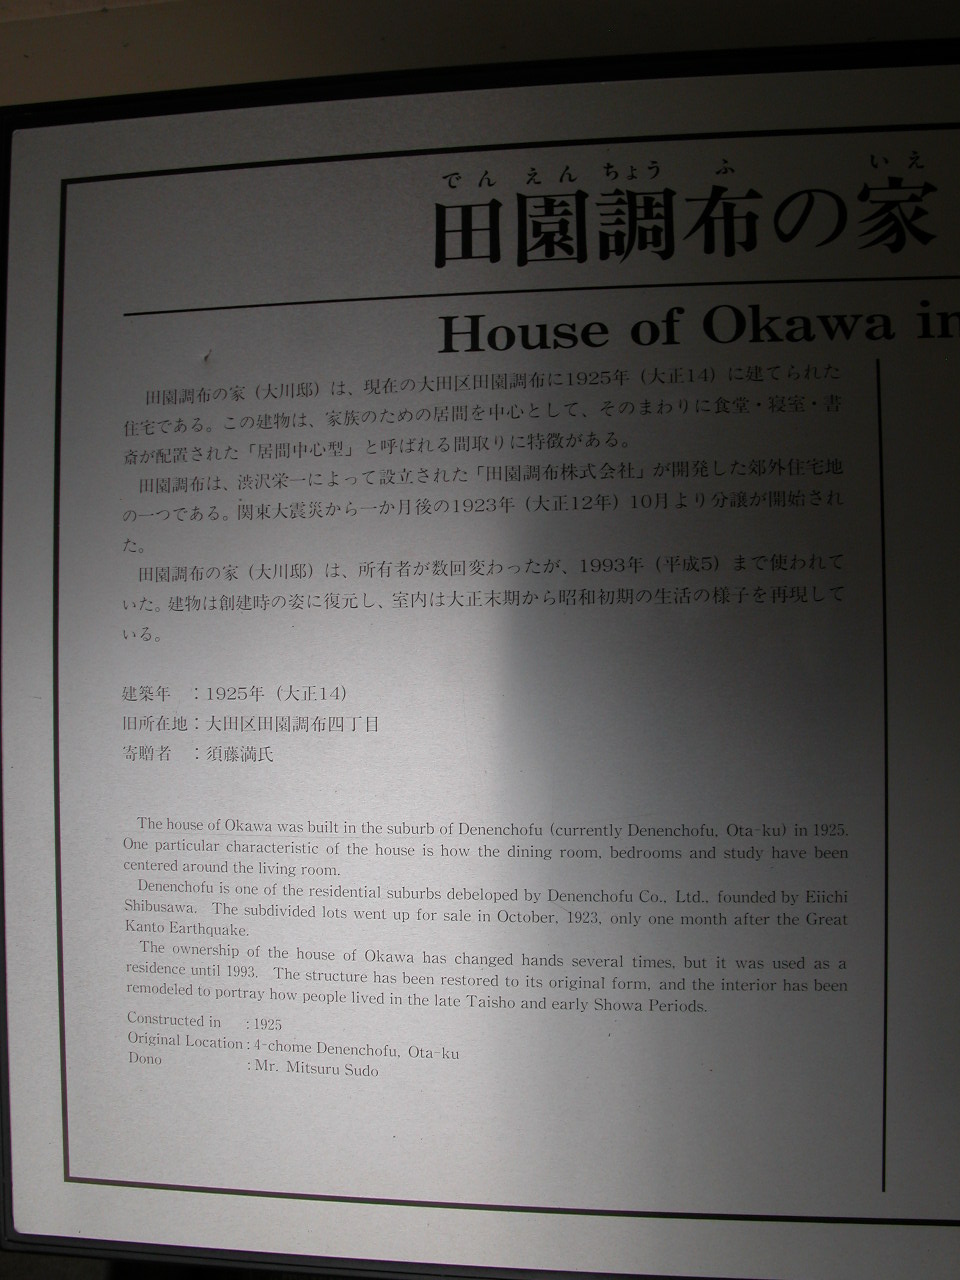 でん えん ちょう ふ いえ
田園調布の家
House of Okawa in
田園調布の家（大川邸）は、現在の大田区田園調布に1925年（大正14）に建てられた
住宅である。この建物は、家族のための居間を中心として、そのまわりに食堂・寝室・書
斎が配置された「居間中心型」と呼ばれる間取りに特徴がある。
田園調布は、渋沢栄一によって設立された「田園調布株式会社」が開発した郊外住宅地
の一つである。関東大震災から一か月後の1923年（大正12年）10月より分譲が開始され
た。
田園調布の家（大川邸）は、所有者が数回変わったが、1993年（平成5）まで使われて
いた。建物は創建時の姿に復元し、室内は大正末期から昭和初期の生活の様子を再現して
いる。
建築年　：1925年（大正14）
旧所在地：大田区田園調布四丁目
寄贈者　：須藤満氏
The house of Okawa was built in the suburb of Denenchofu (currently Denenchofu, Ota-ku) in 1925.
One particular characteristic of the house is how the dining room, bedrooms and study have been
centered around the living room.
Denenchofu is one of the residential suburbs debeloped by Denenchofu Co., Ltd., founded by Eiichi
Shibusawa. The subdivided lots went up for sale in October, 1923, only one month after the Great
Kanto Earthquake.
The ownership of the house of Okawa has changed hands several times, but it was used as a
residence until 1993. The structure has been restored to its original form, and the interior has been
remodeled to portray how people lived in the late Taisho and early Showa Periods.
Constructed in : 1925
Original Location : 4-chome Denenchofu, Ota-ku
Dono : Mr. Mitsuru Sudo